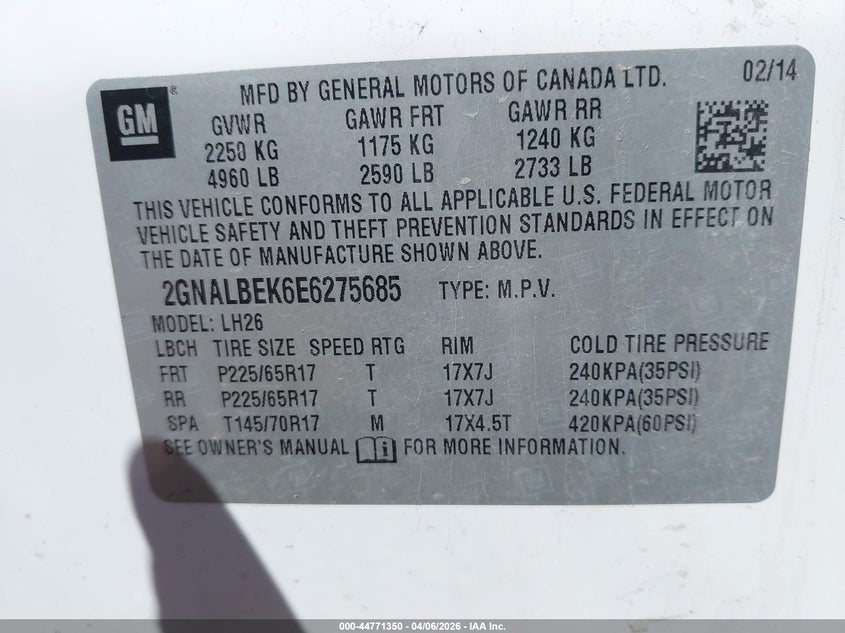 GM ®
MFD BY GENERAL MOTORS OF CANADA LTD. 02/14
GVWR GAWR FRT GAWR RR
2250 KG 1175 KG 1240 KG
4960 LB 2590 LB 2733 LB
THIS VEHICLE CONFORMS TO ALL APPLICABLE U.S. FEDERAL MOTOR
VEHICLE SAFETY AND THEFT PREVENTION STANDARDS IN EFFECT ON
THE DATE OF MANUFACTURE SHOWN ABOVE.
2GNALBEK6E6275685 TYPE: M.P.V.
MODEL: LH26
LBCH TIRE SIZE SPEED RTG RIM COLD TIRE PRESSURE
FRT P225/65R17 T 17X7J 240KPA(35PSI)
RR P225/65R17 T 17X7J 240KPA(35PSI)
SPA T145/70R17 M 17X4.5T 420KPA(60PSI)
SEE OWNER'S MANUAL i FOR MORE INFORMATION.
000-44771350 - 04/06/2026 - IAA Inc.